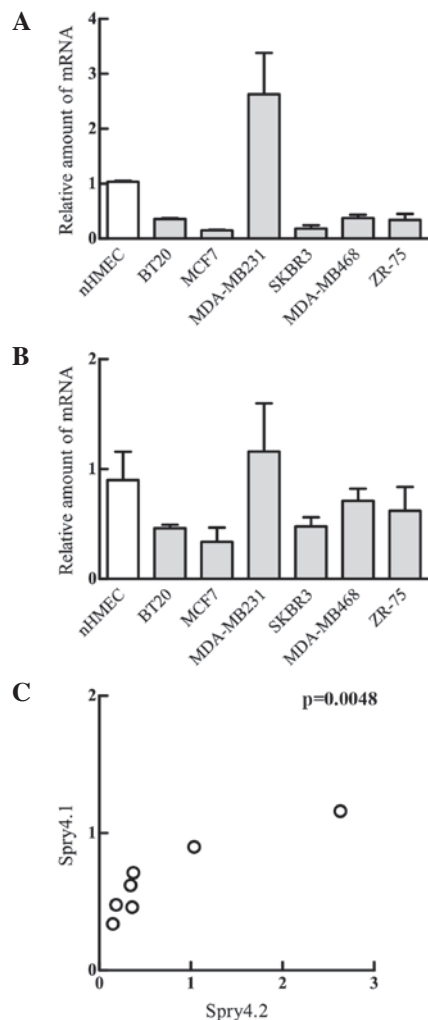 A
Relative amount of mRNA
4
3
2
1
0
nHMEC
BT20
MCF7
MDA-MB231
SKBR3
MDA-MB468
ZR-75
B
Relative amount of mRNA
2
1
0
nHMEC
BT20
MCF7
MDA-MB231
SKBR3
MDA-MB468
ZR-75
C
p=0.0048
Spry4.1
2
1
0
0 1 2 3
Spry4.2